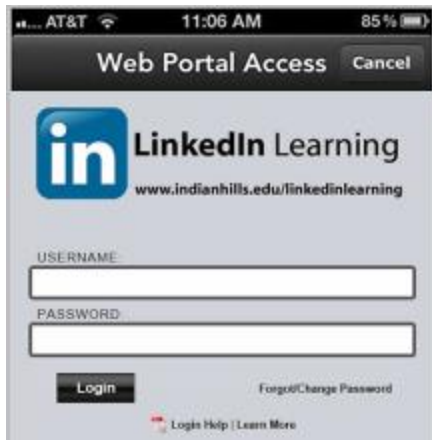 AT&T 11:06 AM 85%
Web Portal Access Cancel
in LinkedIn Learning
www.indianhills.edu/linkedinlearning
USERNAME:
PASSWORD:
Login Forgot/Change Password
Login Help | Learn More